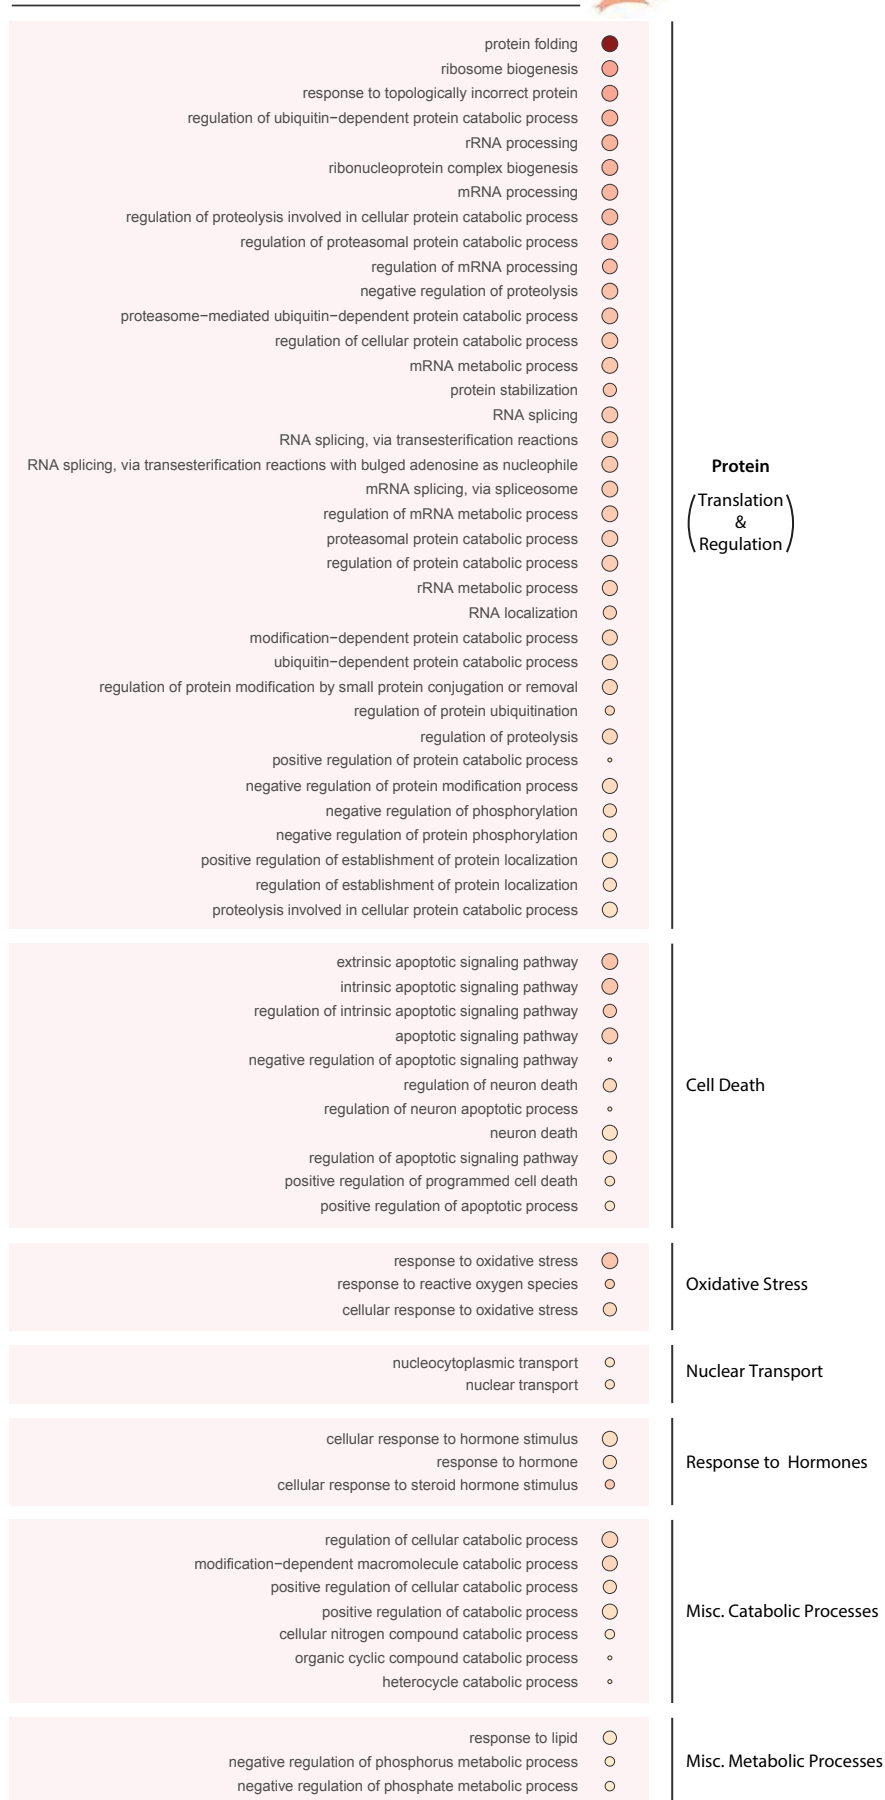 protein folding
ribosome biogenesis
response to topologically incorrect protein
regulation of ubiquitin−dependent protein catabolic process
rRNA processing
ribonucleoprotein complex biogenesis
mRNA processing
regulation of proteolysis involved in cellular protein catabolic process
regulation of proteasomal protein catabolic process
regulation of mRNA processing
negative regulation of proteolysis
proteasome−mediated ubiquitin−dependent protein catabolic process
regulation of cellular protein catabolic process
mRNA metabolic process
protein stabilization
RNA splicing
RNA splicing, via transesterification reactions
RNA splicing, via transesterification reactions with bulged adenosine as nucleophile
mRNA splicing, via spliceosome
regulation of mRNA metabolic process
proteasomal protein catabolic process
regulation of protein catabolic process
rRNA metabolic process
RNA localization
modification−dependent protein catabolic process
ubiquitin−dependent protein catabolic process
regulation of protein modification by small protein conjugation or removal
regulation of protein ubiquitination
regulation of proteolysis
positive regulation of protein catabolic process
negative regulation of protein modification process
negative regulation of phosphorylation
negative regulation of protein phosphorylation
positive regulation of establishment of protein localization
regulation of establishment of protein localization
proteolysis involved in cellular protein catabolic process
Protein
(Translation
&
Regulation)
extrinsic apoptotic signaling pathway
intrinsic apoptotic signaling pathway
regulation of intrinsic apoptotic signaling pathway
apoptotic signaling pathway
negative regulation of apoptotic signaling pathway
regulation of neuron death
regulation of neuron apoptotic process
neuron death
regulation of apoptotic signaling pathway
positive regulation of programmed cell death
positive regulation of apoptotic process
Cell Death
response to oxidative stress
response to reactive oxygen species
cellular response to oxidative stress
Oxidative Stress
nucleocytoplasmic transport
nuclear transport
Nuclear Transport
cellular response to hormone stimulus
response to hormone
cellular response to steroid hormone stimulus
Response to Hormones
regulation of cellular catabolic process
modification−dependent macromolecule catabolic process
positive regulation of cellular catabolic process
positive regulation of catabolic process
cellular nitrogen compound catabolic process
organic cyclic compound catabolic process
heterocycle catabolic process
Misc. Catabolic Processes
response to lipid
negative regulation of phosphorus metabolic process
negative regulation of phosphate metabolic process
Misc. Metabolic Processes